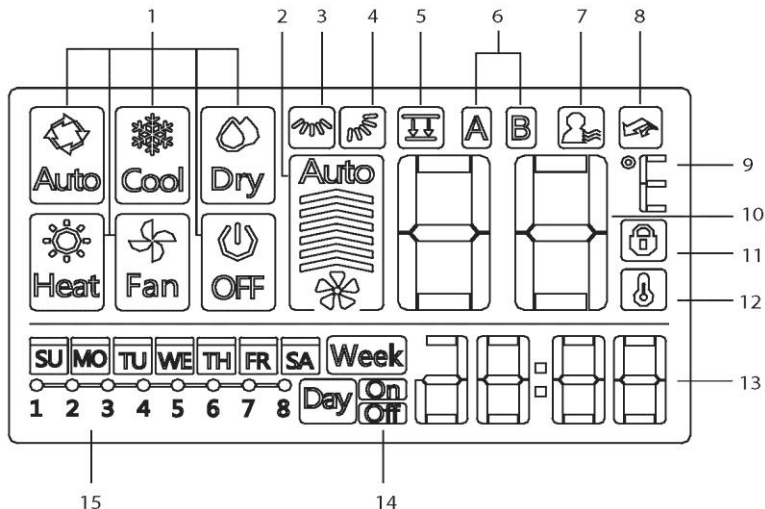 1 2 3 4 5 6 7 8
Auto Cool Dry Auto A B
9
10
11
Heat Fan OFF
12
SU MO TU WE TH FR SA Week
Day On
Off
13
1 2 3 4 5 6 7 8
15 14